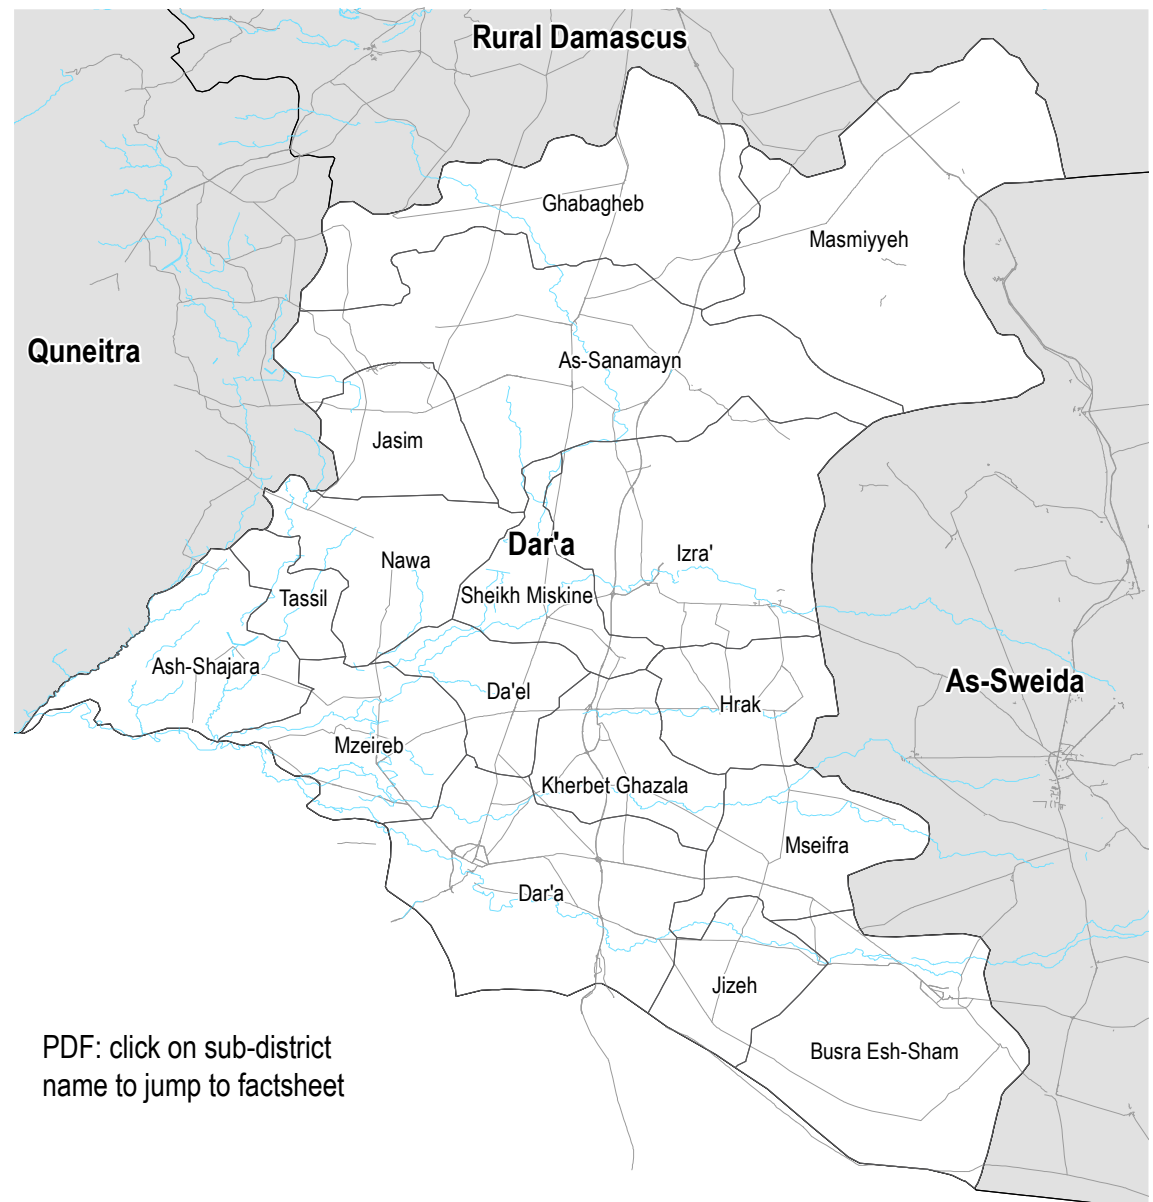 Rural Damascus
Ghabagheb
Masmiyyeh
Quneitra
As-Sanamayn
Jasim
Dar'a
Izra'
Nawa
Sheikh Miskine
Tassil
Ash-Shajara
As-Sweida
Da'el
Hrak
Mzeireb
Kherbet Ghazala
Mseifra
Dar'a
Jizeh
Busra Esh-Sham
PDF: click on sub-district
name to jump to factsheet